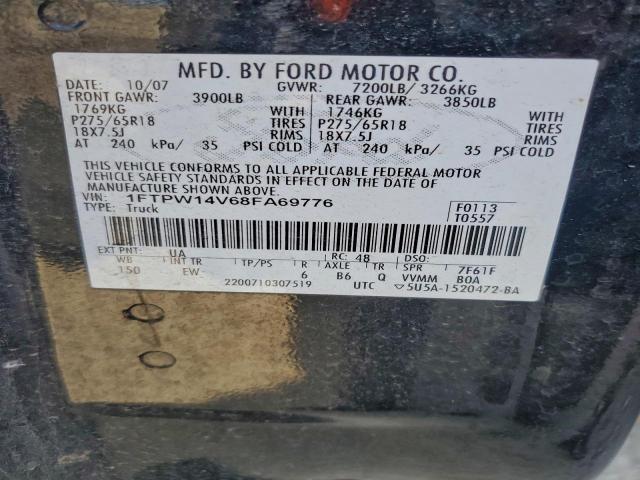 MFD. BY FORD MOTOR CO.
DATE: 10/07 GVWR: 7200LB/ 3266KG
FRONT GAWR: 3900LB REAR GAWR: 3850LB
1769KG WITH 1746KG WITH
P275/65R18 TIRES P275/65R18 TIRES
18X7.5J RIMS 18X7.5J RIMS
AT 240 kPa/ 35 PSI COLD AT 240 kPa/ 35 PSI COLD
THIS VEHICLE CONFORMS TO ALL APPLICABLE FEDERAL MOTOR
VEHICLE SAFETY STANDARDS IN EFFECT ON THE DATE OF
MANUFACTURE SHOWN ABOVE.
VIN: 1FTPW14V68FA69776 F0113
TYPE: Truck T0557
EXT PNT: UA RC: 48
WB INT TR TP/PS R AXLE TR SPR 7F61F
150 EW 6 B6 Q VVMM B0A
2200710307519 UTC ▽5U5A-1520472-BA